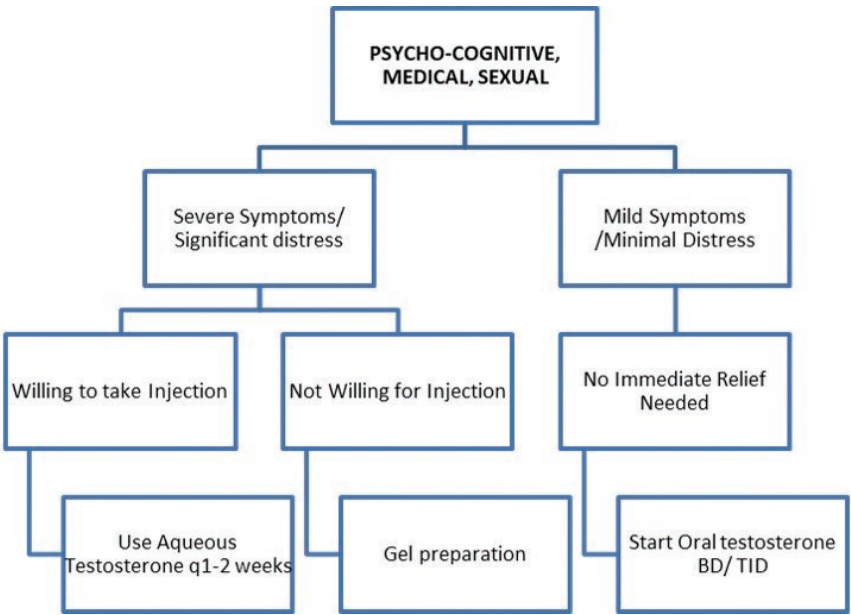 PSYCHO-COGNITIVE,
MEDICAL, SEXUAL
Severe Symptoms/
Significant distress
Mild Symptoms
/Minimal Distress
Willing to take Injection
Not Willing for Injection
No Immediate Relief
Needed
Use Aqueous
Testosterone q1-2 weeks
Gel preparation
Start Oral testosterone
BD/ TID